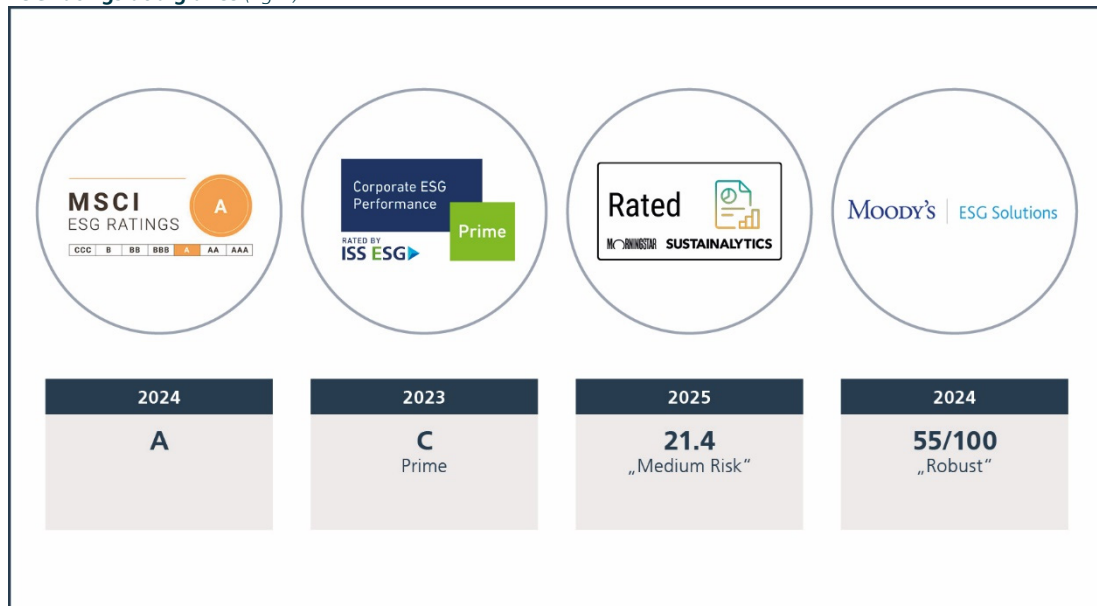 MSCI
ESG RATINGS
A
CCC B BB BBB A AA AAA
Corporate ESG
Performance
Prime
RATED BY
ISS ESG
Rated
MORNINGSTAR SUSTAINALYTICS
MOODY'S ESG Solutions
2024
A
2023
C
Prime
2025
21.4
„Medium Risk“
2024
55/100
„Robust“